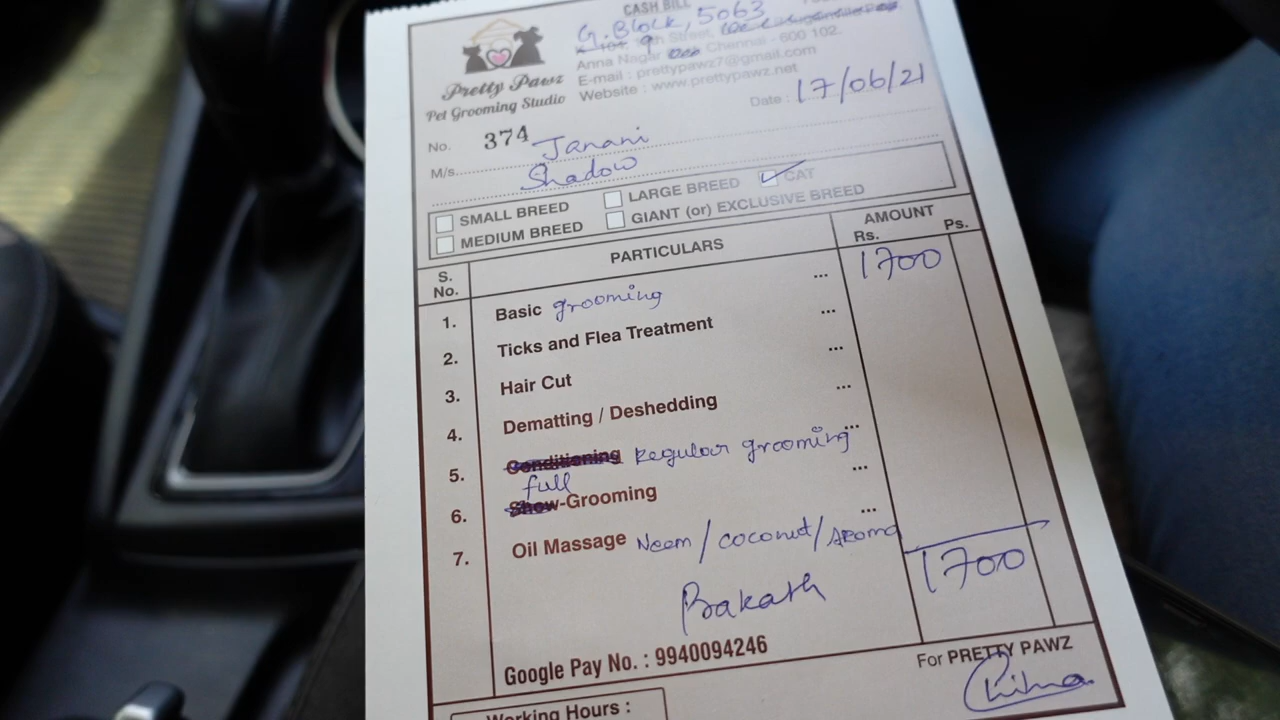 CASH BILL
G. Block, 5063
Street,
Anna Nagar Chennai - 600 102.
E-mail : prettypawz7@gmail.com
Website : www.prettypawz.net
Pretty Pawz
Pet Grooming Studio
Date : 17/06/21
No. 374 Janani
M/s. Shadow
SMALL BREED LARGE BREED CAT
MEDIUM BREED GIANT (or) EXCLUSIVE BREED
S. No. PARTICULARS AMOUNT Rs. Ps.
1. Basic grooming ... 1700
2. Ticks and Flea Treatment ...
3. Hair Cut ...
4. Dematting / Deshedding ...
5. Conditioning Regular grooming ...
full
6. Show-Grooming ...
7. Oil Massage Neem / coconut / Aroma ...
1700
Google Pay No. : 9940094246
For PRETTY PAWZ
Working Hours :